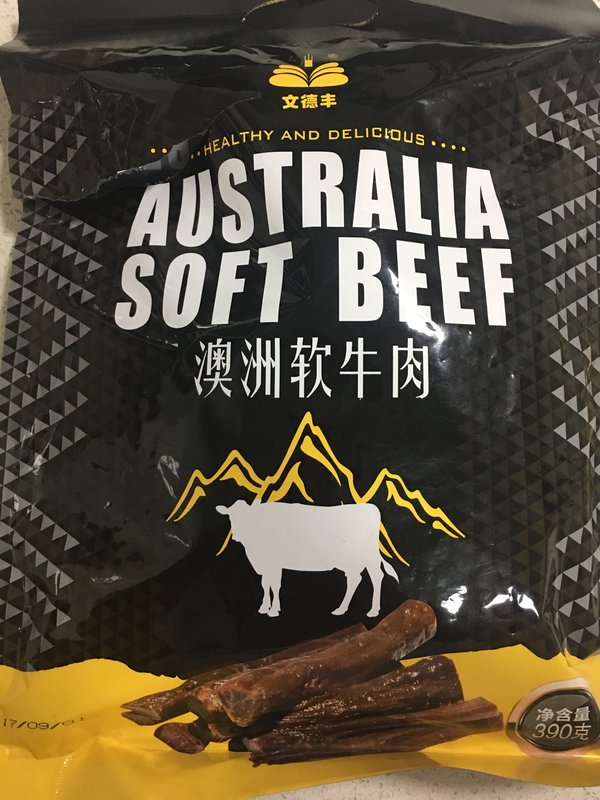 文德丰
HEALTHY AND DELICIOUS
AUSTRALIA
SOFT BEEF
澳洲软牛肉
净含量
390克